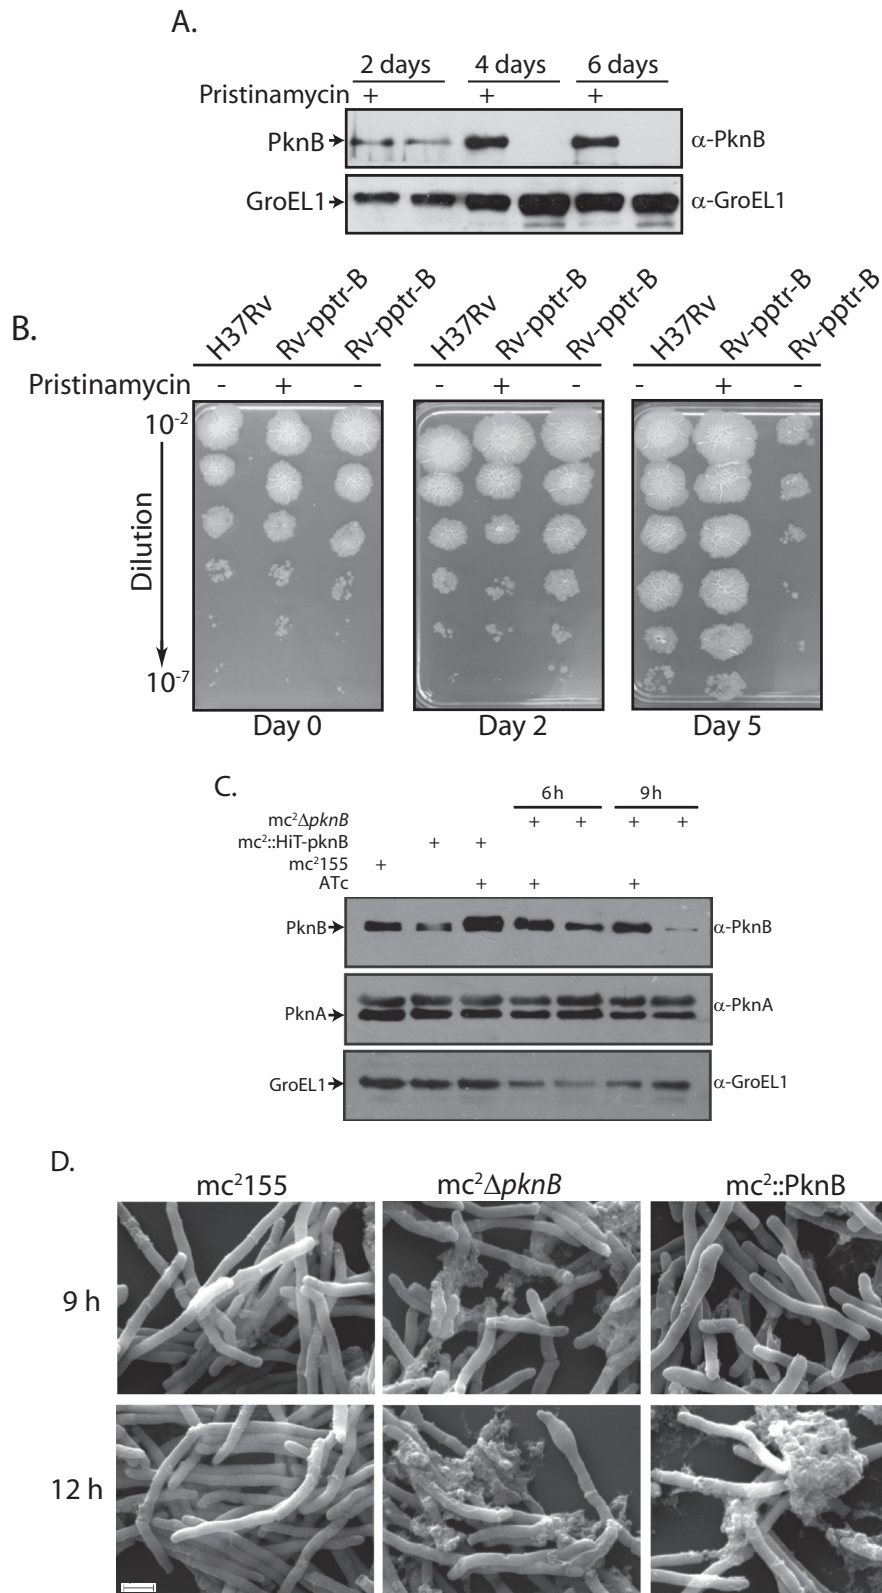 A.
2 days 4 days 6 days
Pristinamycin + + +
PknB α-PknB
GroEL1 α-GroEL1
B.
H37Rv Rv-pptr-B Rv-pptr-B H37Rv Rv-pptr-B Rv-pptr-B H37Rv Rv-pptr-B Rv-pptr-B
Pristinamycin - + - - + - - + -
10⁻²
Dilution
10⁻⁷
Day 0 Day 2 Day 5
C.
6h 9h
mc²ΔpknB + + + +
mc²::HiT-pknB + +
mc²155 +
ATc + + +
PknB α-PknB
PknA α-PknA
GroEL1 α-GroEL1
D.
mc²155 mc²ΔpknB mc²::PknB
9 h
12 h